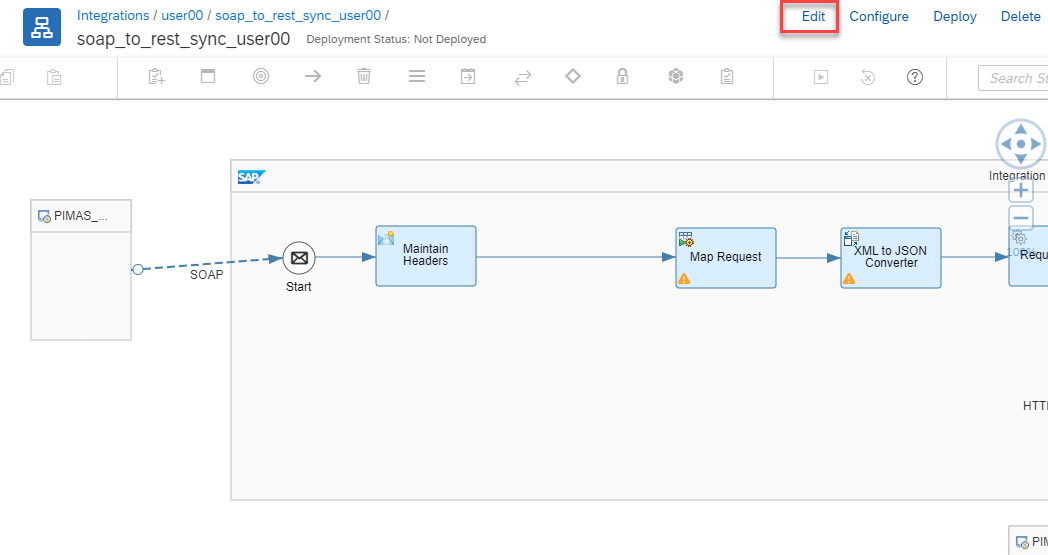 Integrations / user00 / soap_to_rest_sync_user00 /
Edit Configure Deploy Delete
soap_to_rest_sync_user00 Deployment Status: Not Deployed
Search St
SAP
Integration
PIMAS_...
SOAP
Start
Maintain
Headers
Map Request
XML to JSON
Converter
100%
Requ
HTT
PIM